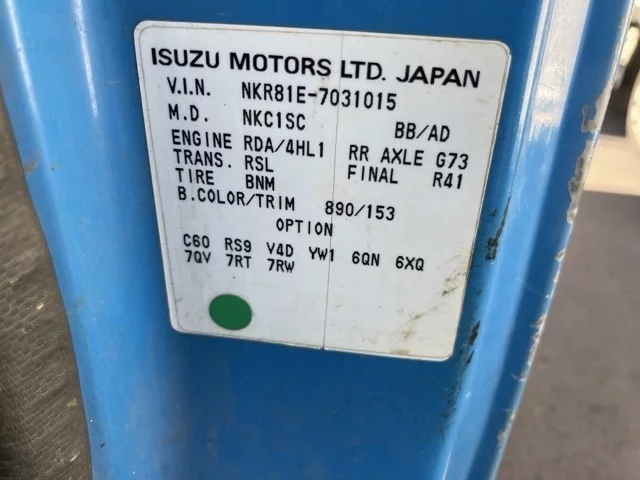 ISUZU MOTORS LTD. JAPAN
V.I.N. NKR81E-7031015
M.D. NKC1SC BB/AD
ENGINE RDA/4HL1 RR AXLE G73
TRANS. RSL FINAL R41
TIRE BNM
B.COLOR/TRIM 890/153
OPTION
C60 RS9 V4D YW1 6QN 6XQ
7QV 7RT 7RW